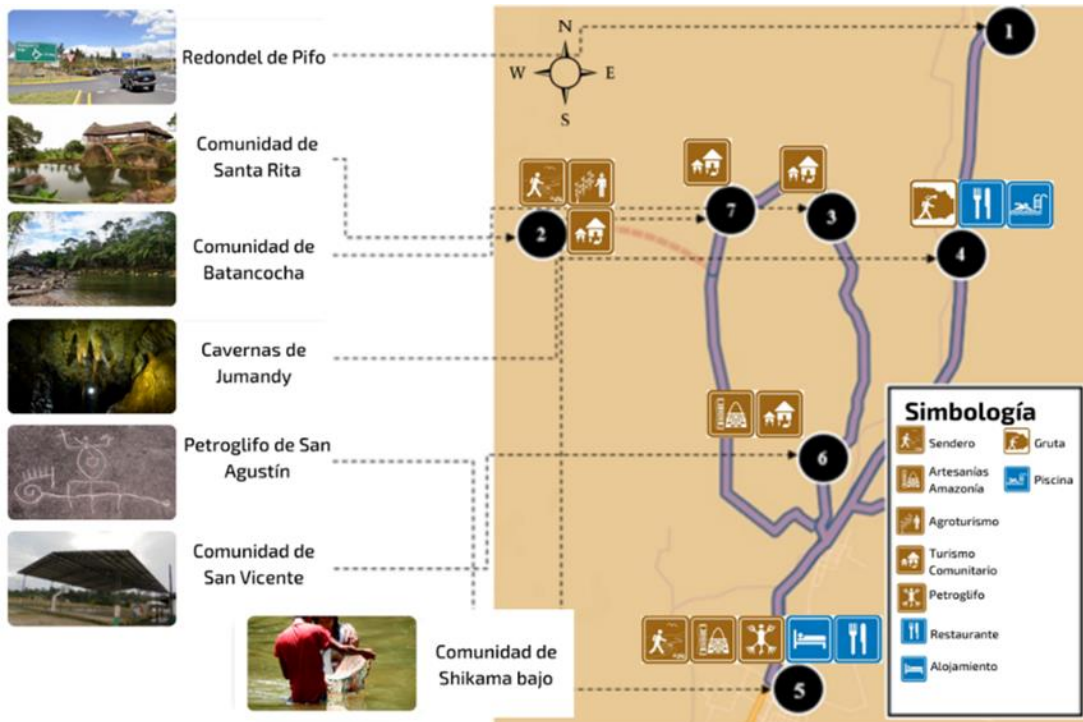 Redondel de Pifo
Comunidad de
Santa Rita
Comunidad de
Batancocha
Cavernas de
Jumandy
Petroglifo de San
Agustín
Comunidad de
San Vicente
Comunidad de
Shikama bajo
N
W
E
S
1
2
7
3
4
6
5
Simbología
Sendero
Gruta
Artesanías
Amazonía
Piscina
Agroturismo
Turismo
Comunitario
Petroglifo
Restaurante
Alojamiento